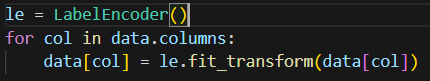 le = LabelEncoder()
for col in data.columns:
    data[col] = le.fit_transform(data[col])